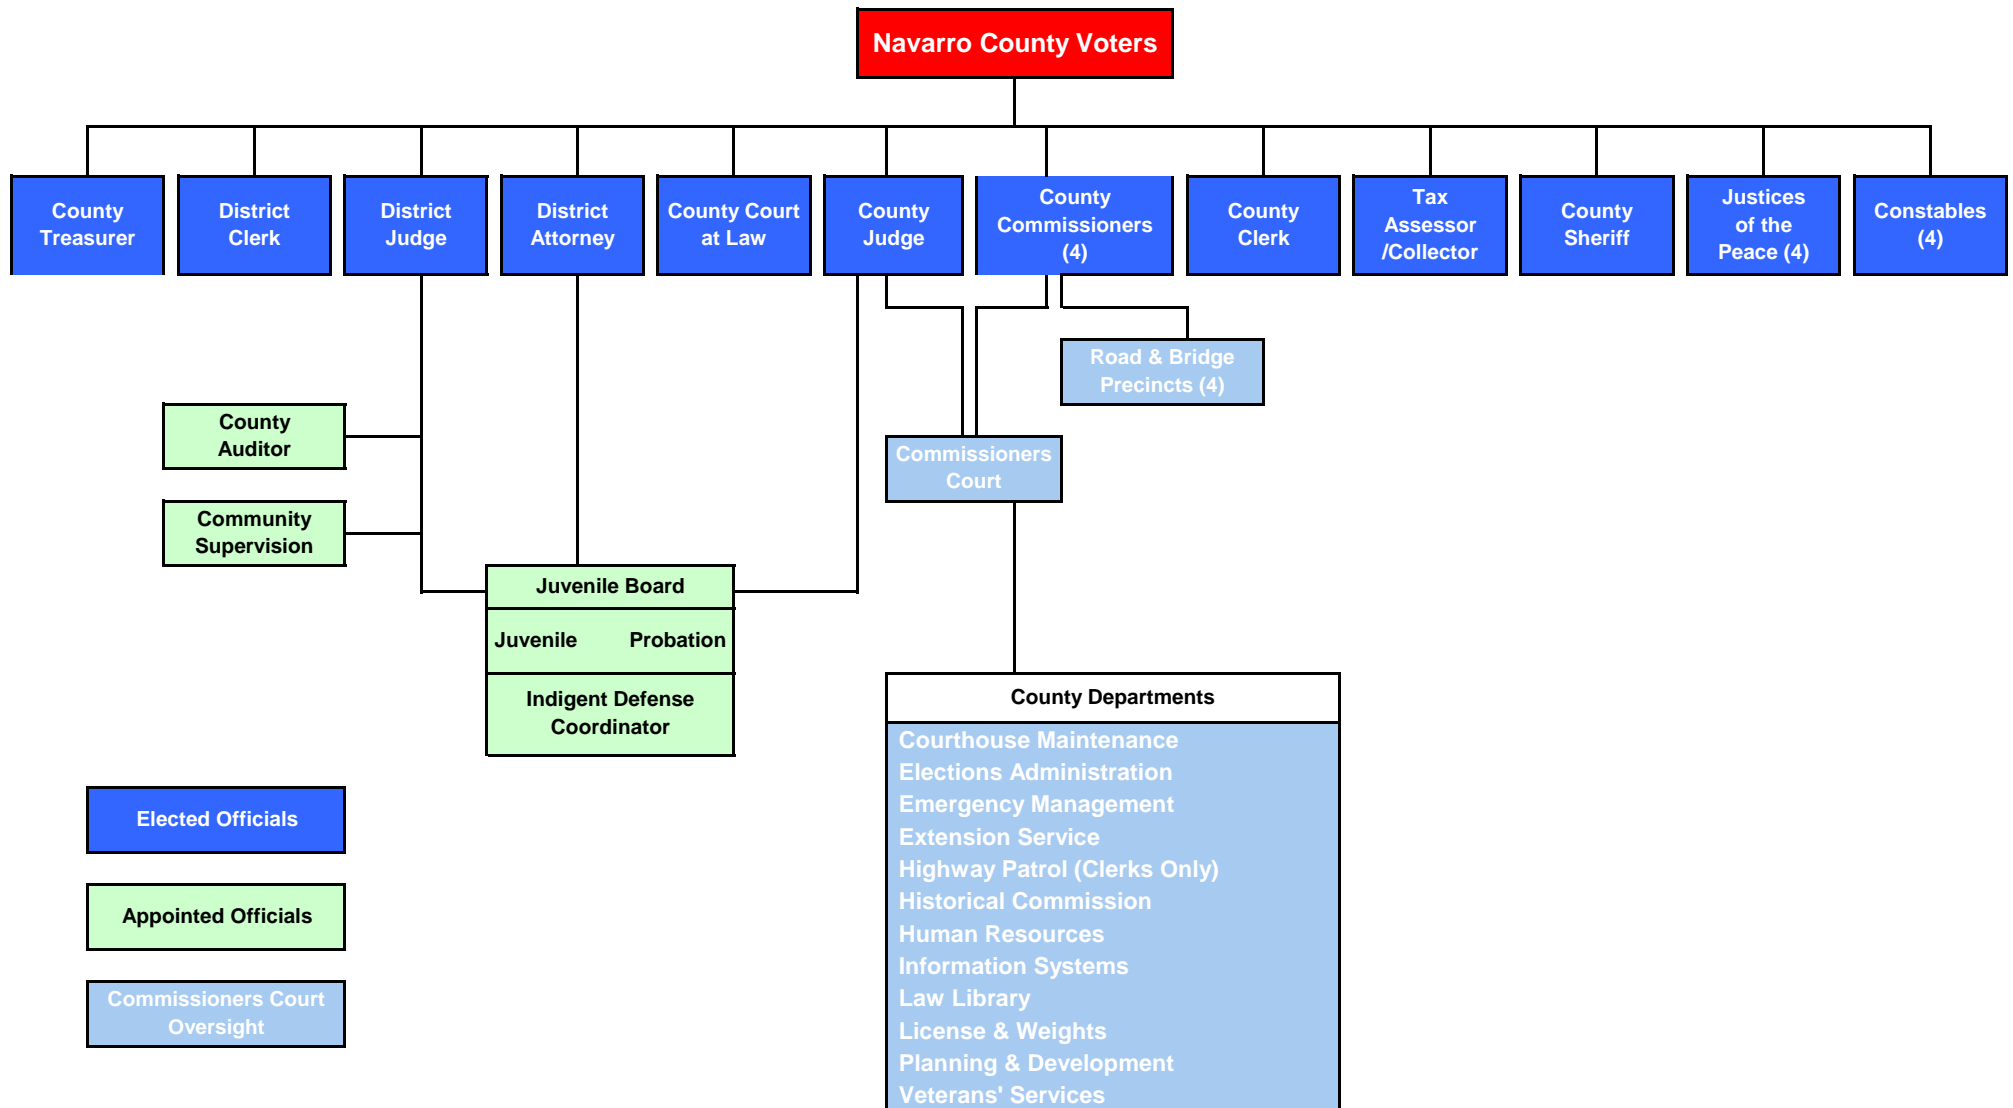 Navarro County Voters
County
Treasurer
District
Clerk
District
Judge
District
Attorney
County Court
at Law
County
Judge
County
Commissioners
(4)
County
Clerk
Tax
Assessor
/Collector
County
Sheriff
Justices
of the
Peace (4)
Constables
(4)
Road & Bridge
Precincts (4)
County
Auditor
Commissioners
Court
Community
Supervision
Juvenile Board
Juvenile Probation
Indigent Defense
Coordinator
County Departments
Courthouse Maintenance
Elections Administration
Emergency Management
Extension Service
Highway Patrol (Clerks Only)
Historical Commission
Human Resources
Information Systems
Law Library
License & Weights
Planning & Development
Veterans' Services
Elected Officials
Appointed Officials
Commissioners Court
Oversight